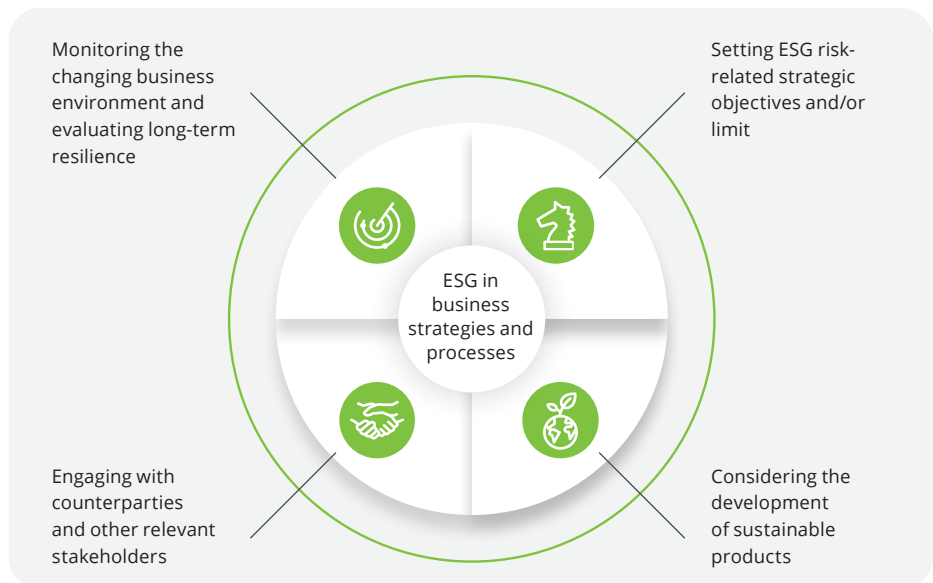 Monitoring the
changing business
environment and
evaluating long-term
resilience
Setting ESG risk-
related strategic
objectives and/or
limit
ESG in
business
strategies and
processes
Engaging with
counterparties
and other relevant
stakeholders
Considering the
development
of sustainable
products